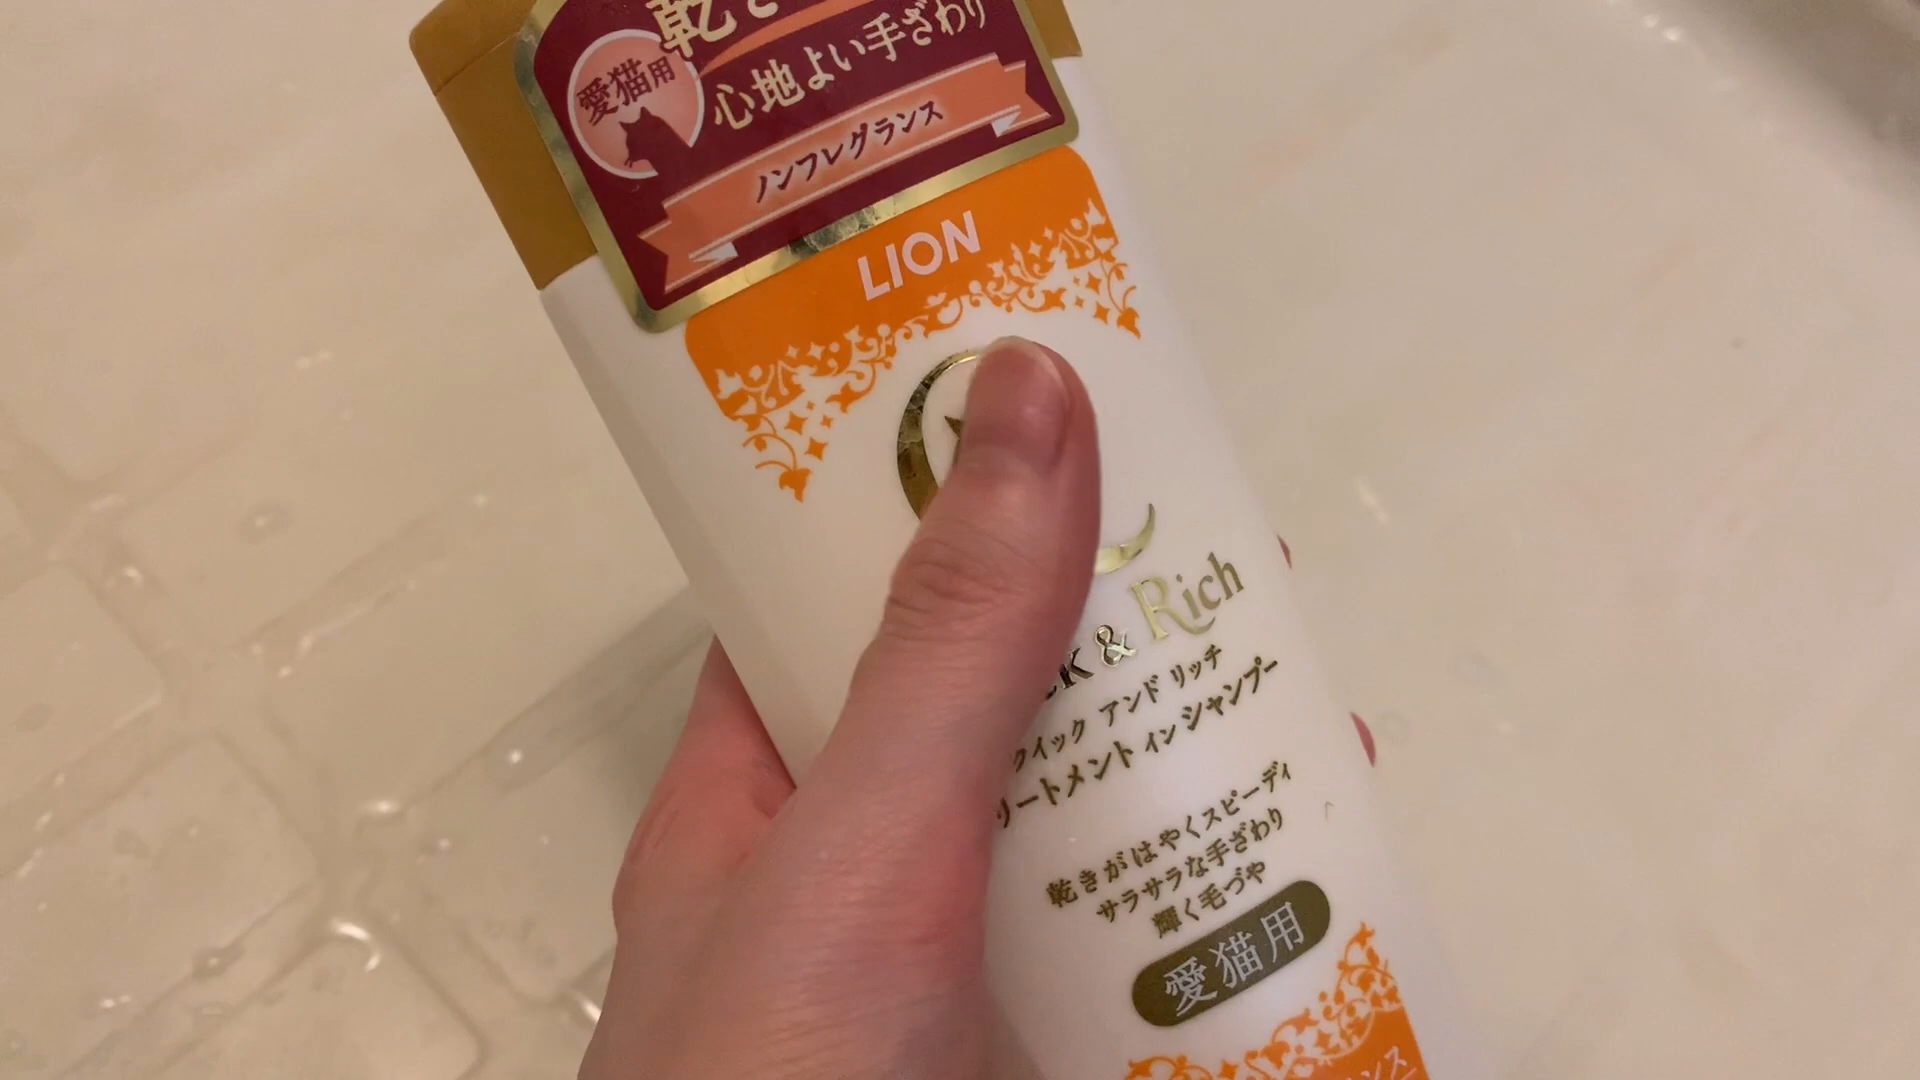 乾き
愛猫用
心地よい手ざわり
ノンフレグランス
LION
& Rich
クイック アンド リッチ
リートメント イン シャンプー
乾きがはやくスピーディ
サラサラな手ざわり
輝く毛づや
愛猫用